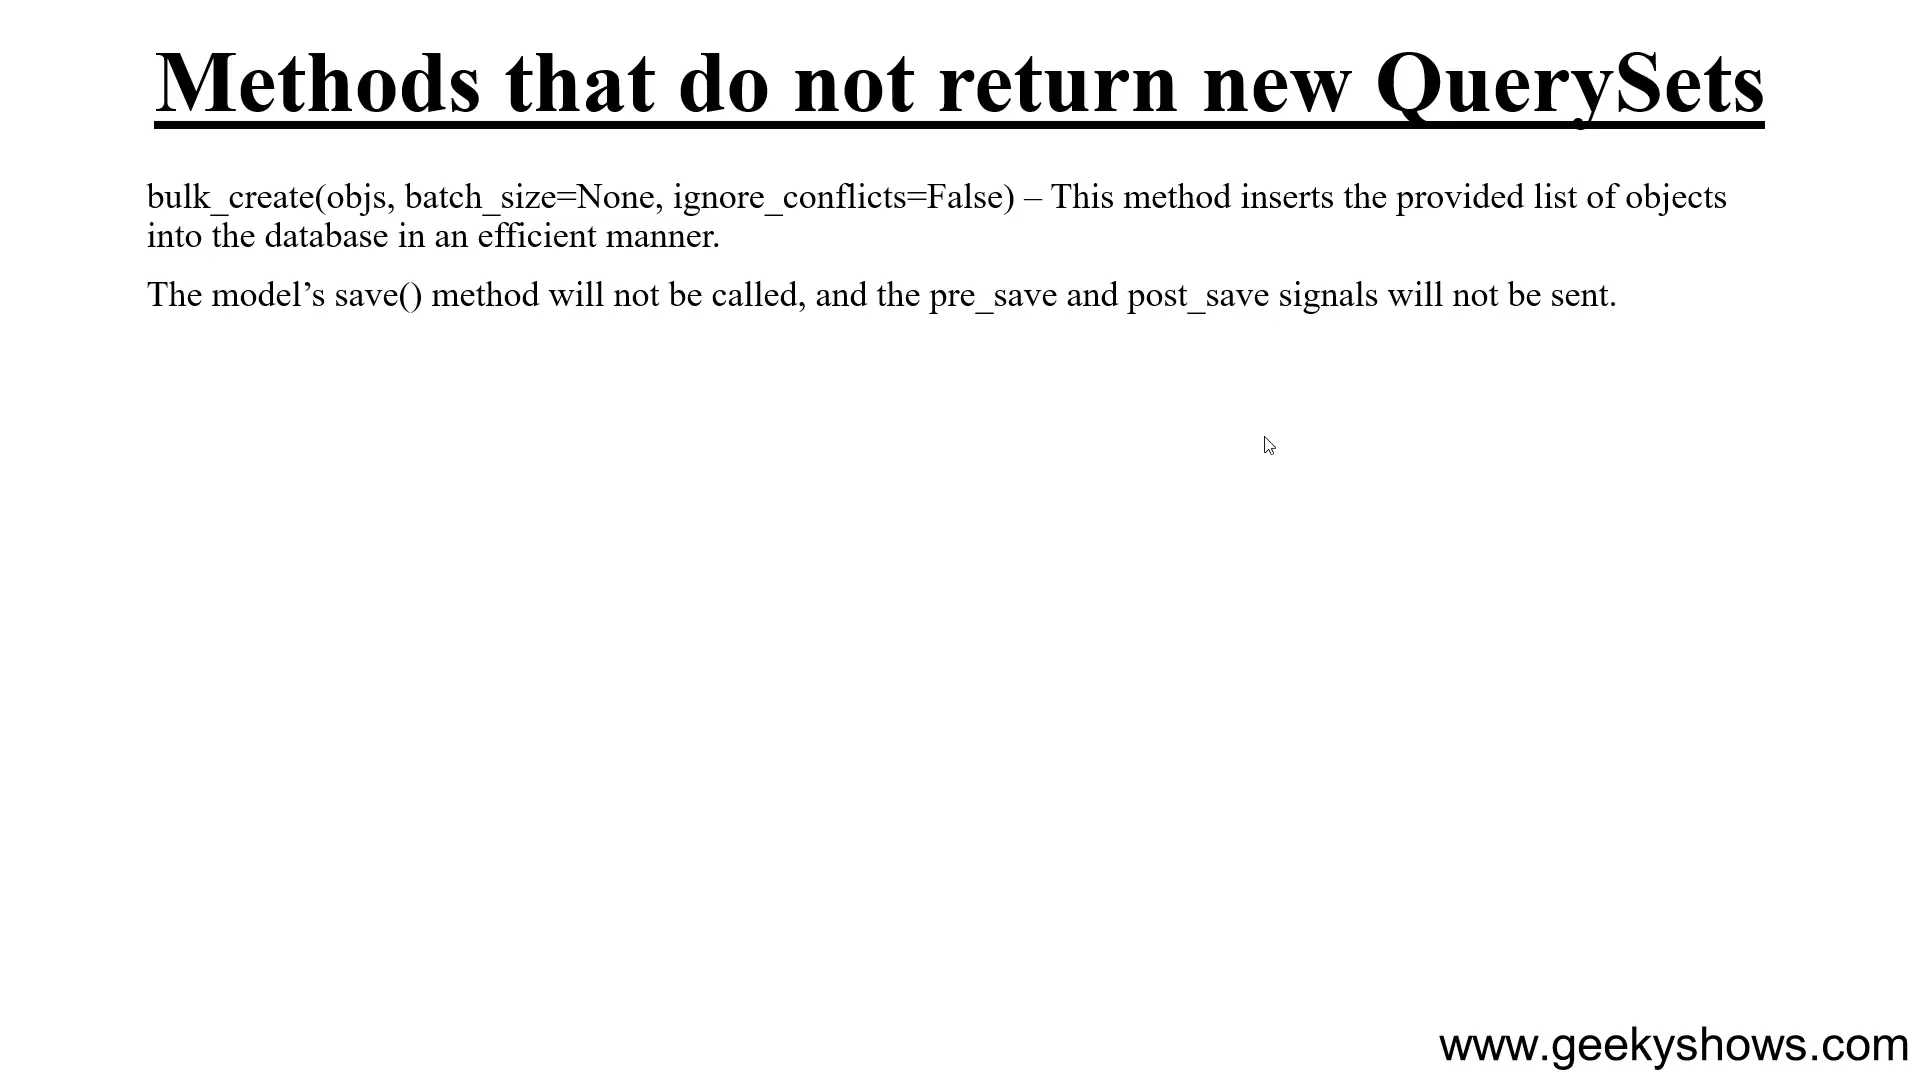 Methods that do not return new QuerySets
bulk_create(objs, batch_size=None, ignore_conflicts=False) – This method inserts the provided list of objects
into the database in an efficient manner.
The model’s save() method will not be called, and the pre_save and post_save signals will not be sent.
www.geekyshows.com